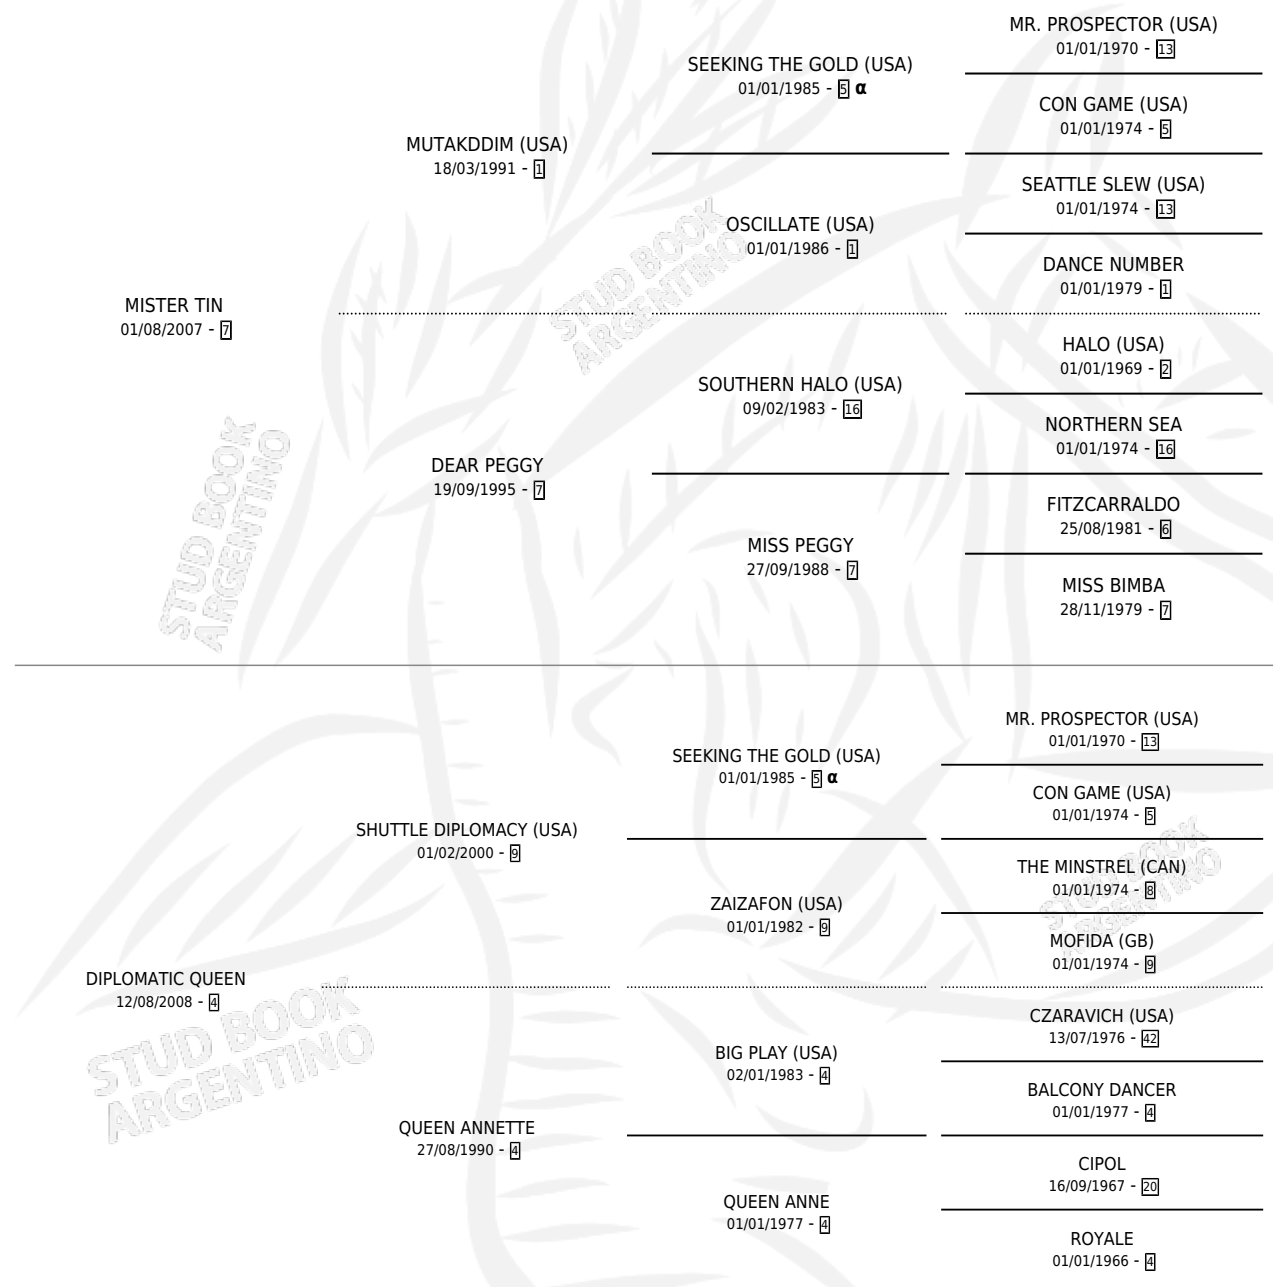 MR. PROSPECTOR (USA)
01/01/1970 - 13
SEEKING THE GOLD (USA)
01/01/1985 - 5 α
CON GAME (USA)
01/01/1974 - 5
MUTAKDDIM (USA)
18/03/1991 - 1
SEATTLE SLEW (USA)
01/01/1974 - 13
OSCILLATE (USA)
01/01/1986 - 1
DANCE NUMBER
01/01/1979 - 1
STUD BOOK
ARGENTINO
MISTER TIN
01/08/2007 - 7
HALO (USA)
01/01/1969 - 2
SOUTHERN HALO (USA)
09/02/1983 - 16
NORTHERN SEA
01/01/1974 - 16
DEAR PEGGY
19/09/1995 - 7
FITZCARRALDO
25/08/1981 - 6
MISS PEGGY
27/09/1988 - 7
MISS BIMBA
28/11/1979 - 7
STUD BOOK
ARGENTINO
MR. PROSPECTOR (USA)
01/01/1970 - 13
SEEKING THE GOLD (USA)
01/01/1985 - 5 α
CON GAME (USA)
01/01/1974 - 5
SHUTTLE DIPLOMACY (USA)
01/02/2000 - 9
THE MINSTREL (CAN)
01/01/1974 - 8
ZAIZAFON (USA)
01/01/1982 - 9
MOFIDA (GB)
01/01/1974 - 9
STUD BOOK
ARGENTINO
DIPLOMATIC QUEEN
12/08/2008 - 4
CZARAVICH (USA)
13/07/1976 - 42
BIG PLAY (USA)
02/01/1983 - 4
BALCONY DANCER
01/01/1977 - 4
QUEEN ANNETTE
27/08/1990 - 4
CIPOL
16/09/1967 - 20
QUEEN ANNE
01/01/1977 - 4
ROYALE
01/01/1966 - 4
STUD BOOK
ARGENTINO